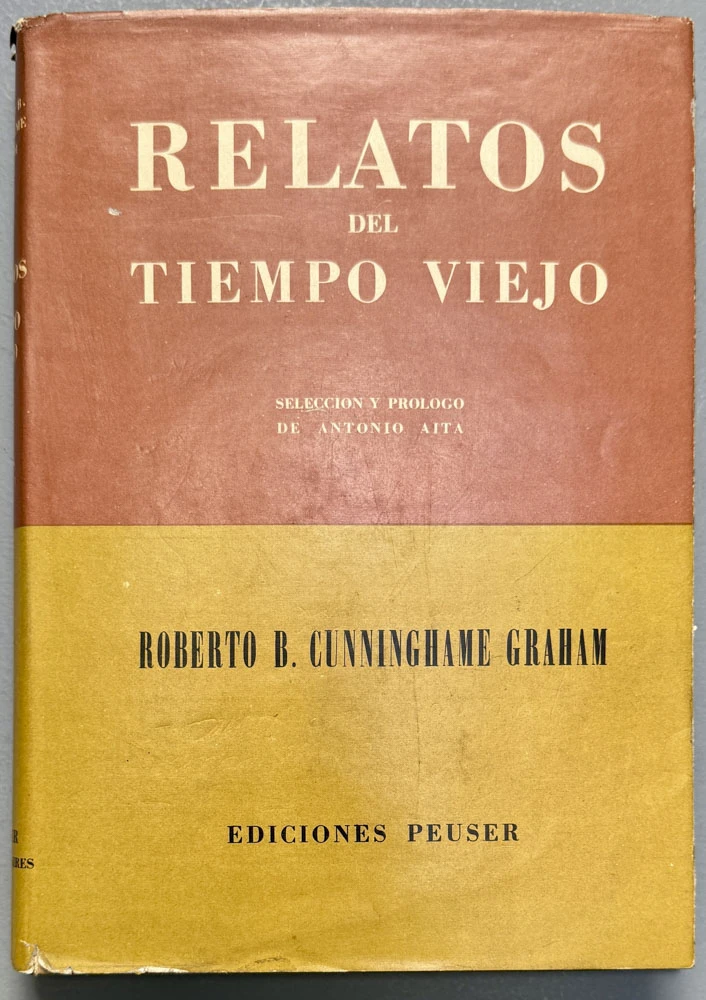 RELATOS
DEL
TIEMPO VIEJO
SELECCION Y PROLOGO
DE ANTONIO AITA
ROBERTO B. CUNNINGHAME GRAHAM
EDICIONES PEUSER